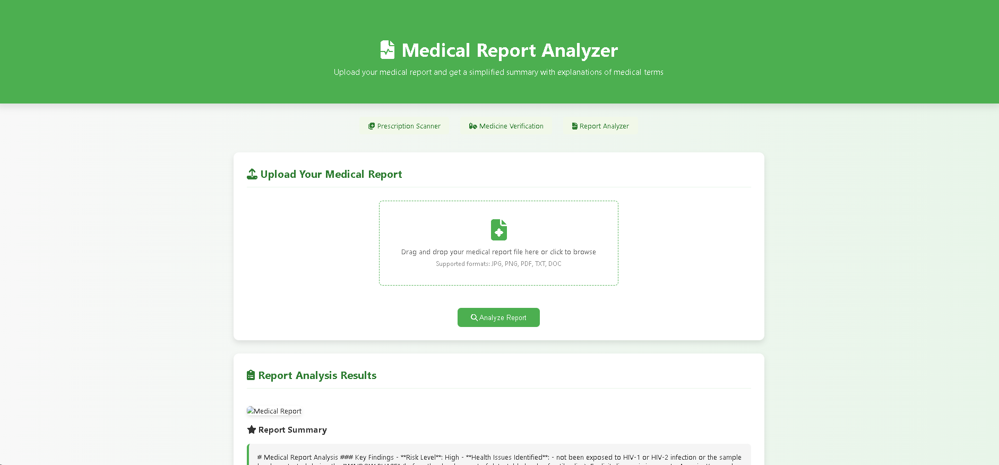 Medical Report Analyzer
Upload your medical report and get a simplified summary with explanations of medical terms
Prescription Scanner
Medicine Verification
Report Analyzer
Upload Your Medical Report
Drag and drop your medical report file here or click to browse
Supported formats: JPG, PNG, PDF, TXT, DOC
Analyze Report
Report Analysis Results
Medical Report
Report Summary
# Medical Report Analysis ### Key Findings - **Risk Level**: High - **Health Issues Identified**: - not been exposed to HIV-1 or HIV-2 infection or the sample